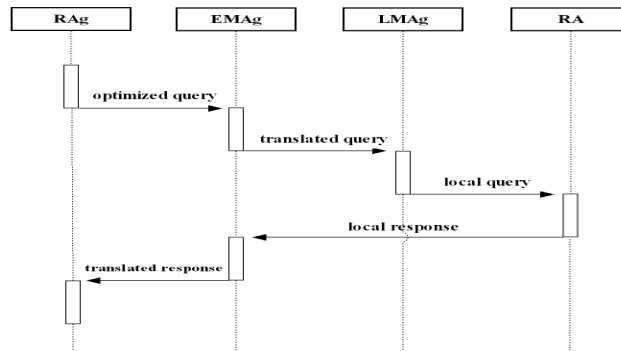 RAg
EMAg
LMAg
RA
optimized query
translated query
local query
local response
translated response